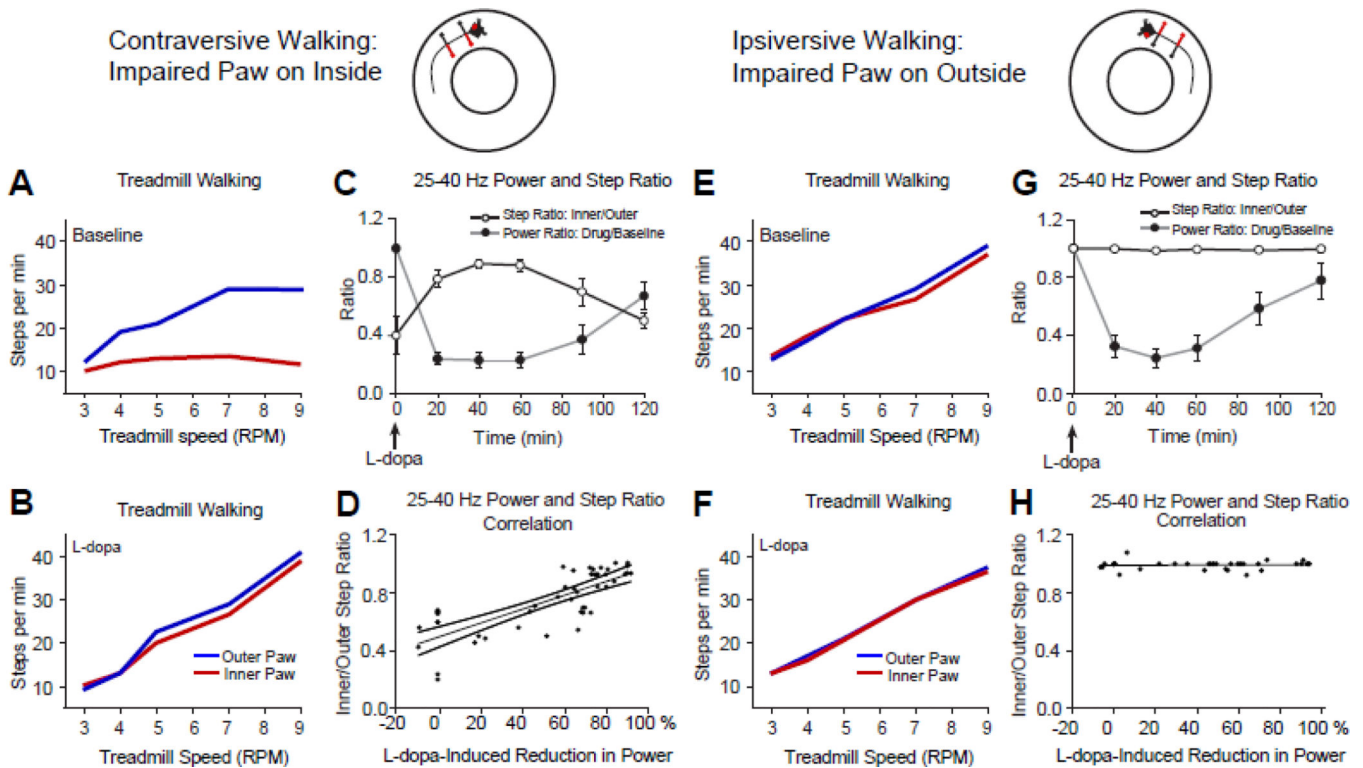 Contraversive Walking:
Impaired Paw on Inside
Ipsiversive Walking:
Impaired Paw on Outside
A
Treadmill Walking
Baseline
Steps per min
40
30
20
10
3 4 5 6 7 8 9
Treadmill speed (RPM)
C
25-40 Hz Power and Step Ratio
Step Ratio: Inner/Outer
Power Ratio: Drug/Baseline
Ratio
1.2
0.8
0.4
0.0
0 20 40 60 80 100 120
Time (min)
L-dopa
E
Treadmill Walking
Baseline
Steps per min
40
30
20
10
3 4 5 6 7 8 9
Treadmill Speed (RPM)
G
25-40 Hz Power and Step Ratio
Step Ratio: Inner/Outer
Power Ratio: Drug/Baseline
Ratio
1.2
0.8
0.4
0.0
0 20 40 60 80 100 120
Time (min)
L-dopa
B
Treadmill Walking
L-dopa
Steps per min
40
30
20
10
Outer Paw
Inner Paw
3 4 5 6 7 8 9
Treadmill Speed (RPM)
D
25-40 Hz Power and Step Ratio
Correlation
Inner/Outer Step Ratio
1.2
0.8
0.4
0.0
-20 0 20 40 60 80 100 %
L-dopa-Induced Reduction in Power
F
Treadmill Walking
L-dopa
Steps per min
40
30
20
10
Outer Paw
Inner Paw
3 4 5 6 7 8 9
Treadmill Speed (RPM)
H
25-40 Hz Power and Step Ratio
Correlation
Inner/Outer Step Ratio
1.2
0.8
0.4
0.0
-20 0 20 40 60 80 100 %
L-dopa-Induced Reduction in Power